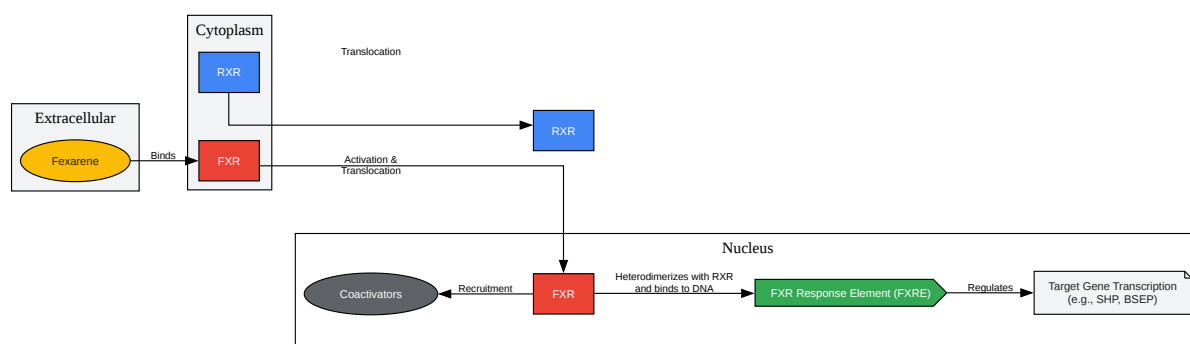 Cytoplasm
Translocation
RXR
Extracellular
RXR
Fexarene
Binds
FXR
Activation &
Translocation
Nucleus
Coactivators
Recruitment
FXR
Heterodimerizes with RXR
and binds to DNA
FXR Response Element (FXRE)
Regulates
Target Gene Transcription
(e.g., SHP, BSEP)